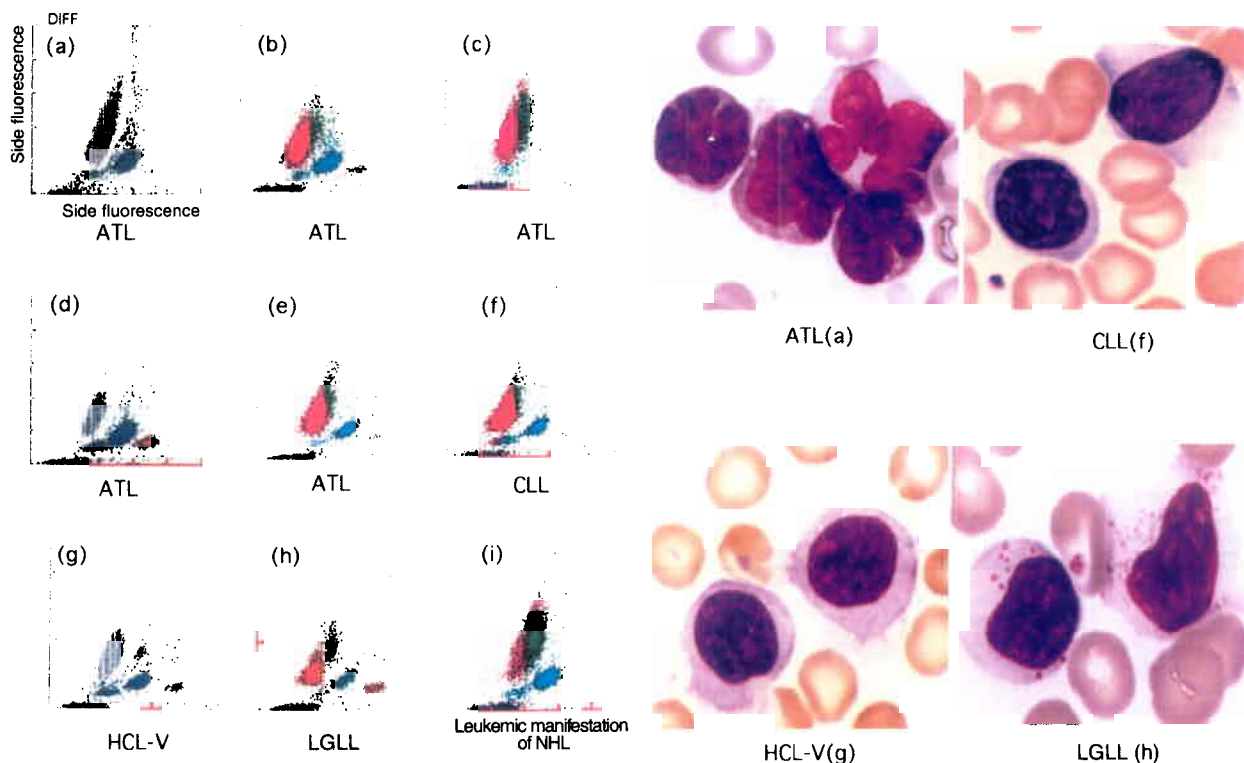 DIFF
(a)
(b)
(c)
Side fluorescence
Side fluorescence
ATL
ATL
ATL
(d)
(e)
(f)
ATL
ATL
CLL
(g)
(h)
(i)
HCL-V
LGLL
Leukemic manifestation
of NHL
ATL(a)
CLL(f)
HCL-V(g)
LGLL (h)